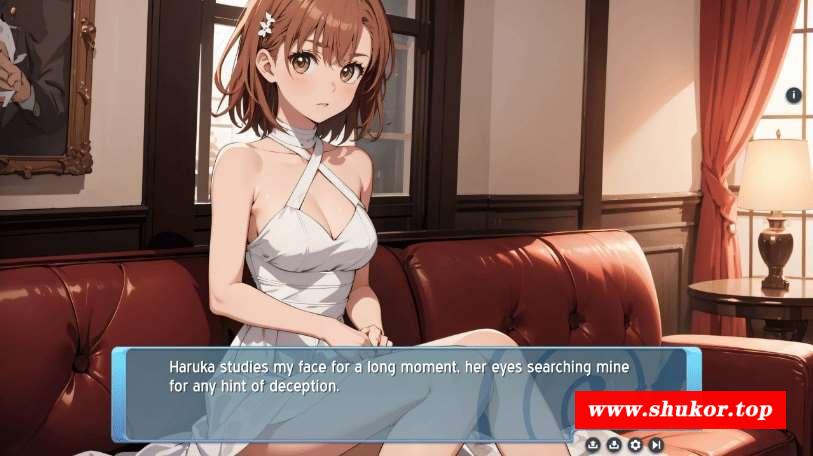 Haruka studies my face for a long moment, her eyes searching mine
for any hint of deception.
www.shukor.top